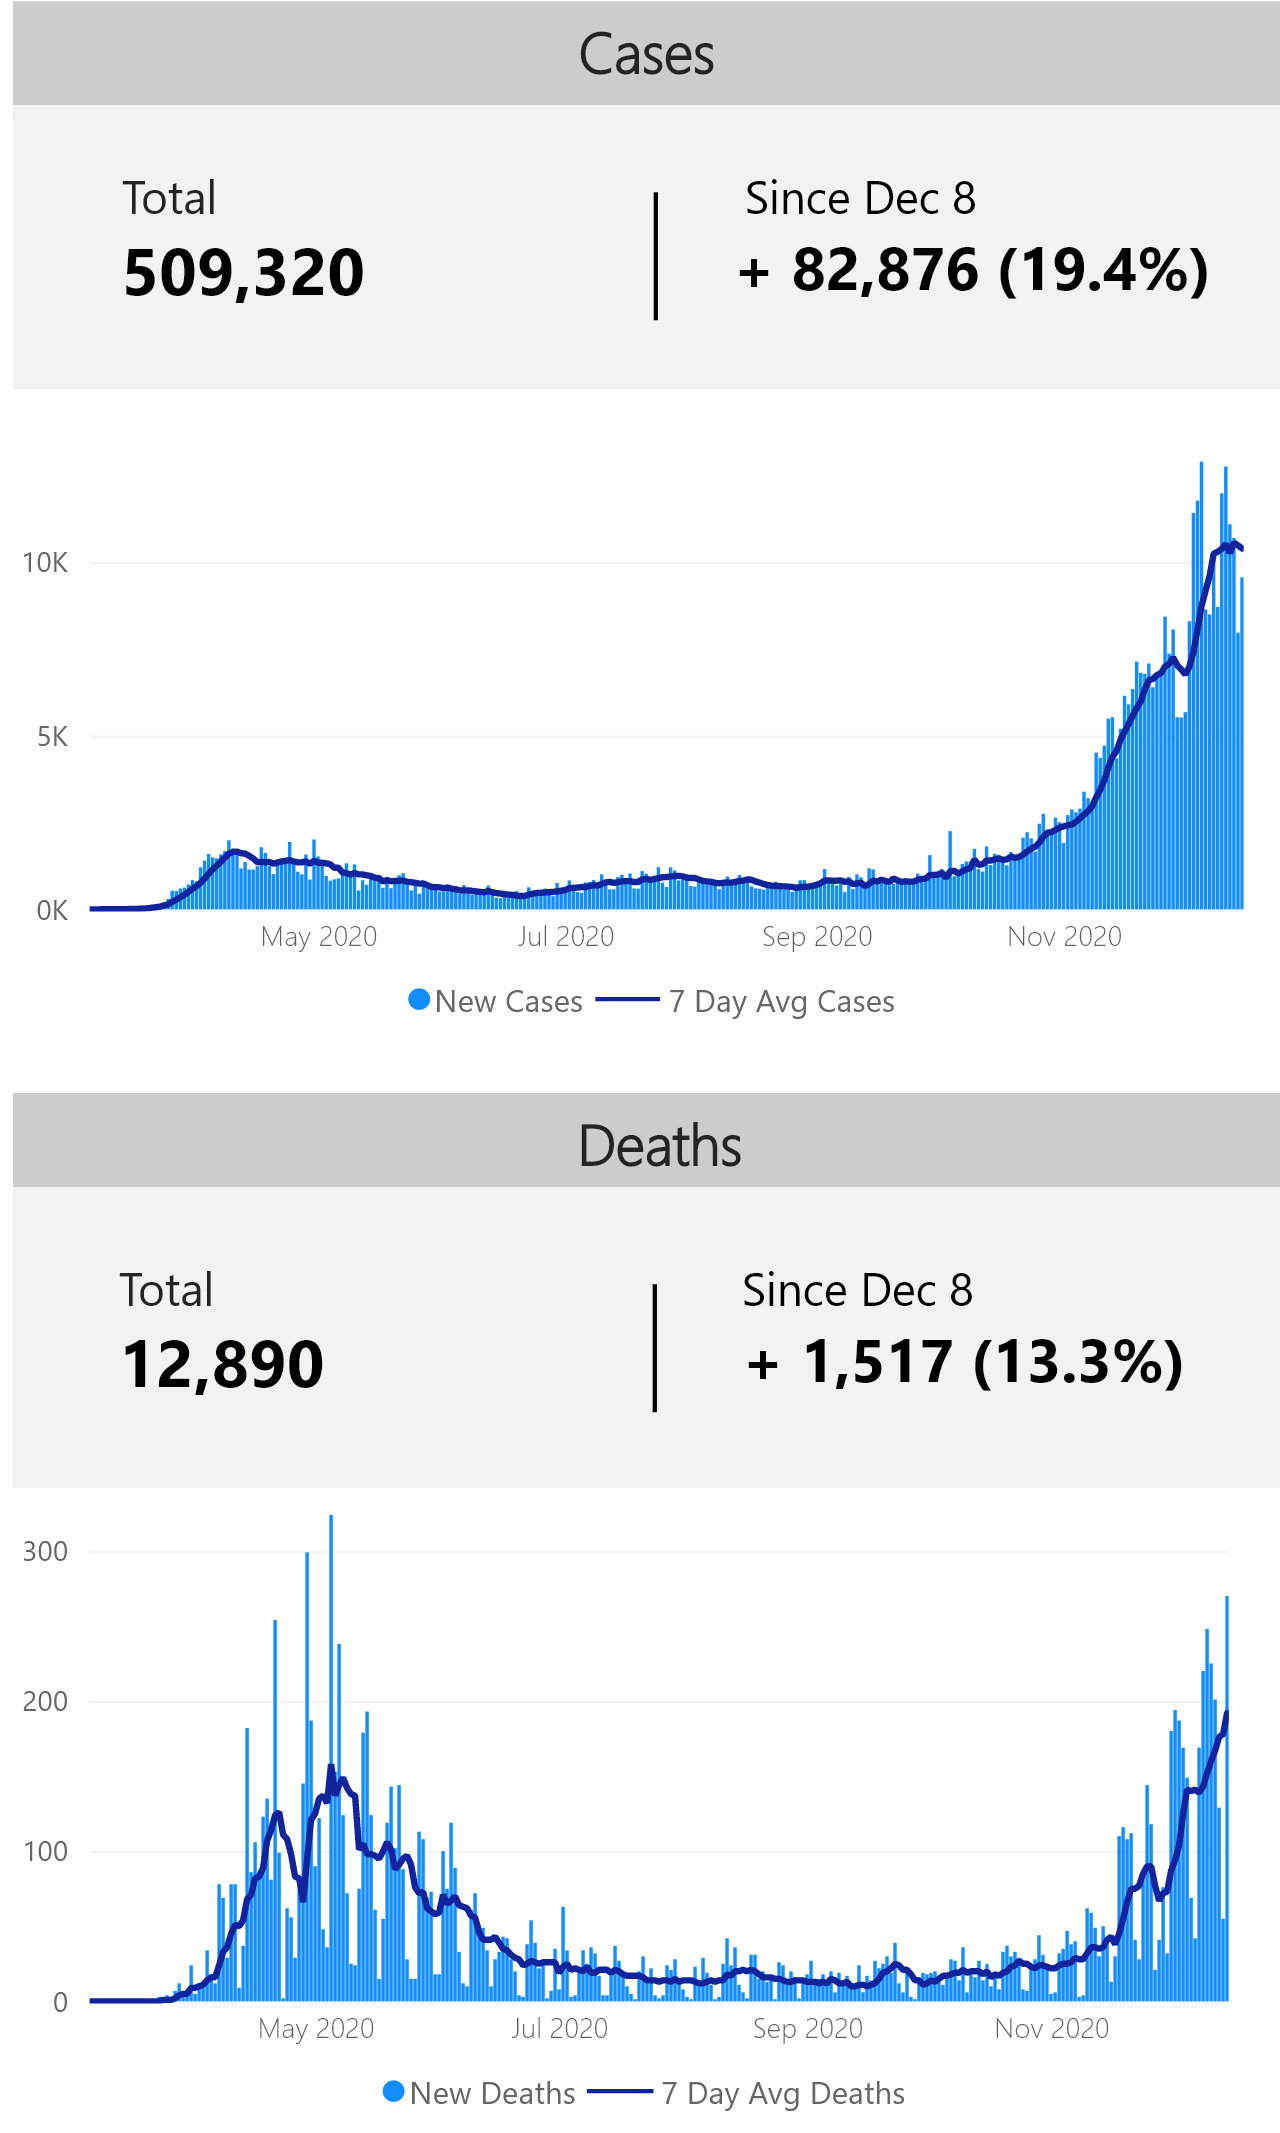 Cases
Total
Since Dec 8
509,320
+ 82,876 (19.4%)
10K
5K
0K
May 2020
Jul 2020
Sep 2020
Nov 2020
New Cases
7 Day Avg Cases
Deaths
Total
Since Dec 8
12,890
+ 1,517 (13.3%)
300
200
100
0
May 2020
Jul 2020
Sep 2020
Nov 2020
New Deaths
7 Day Avg Deaths